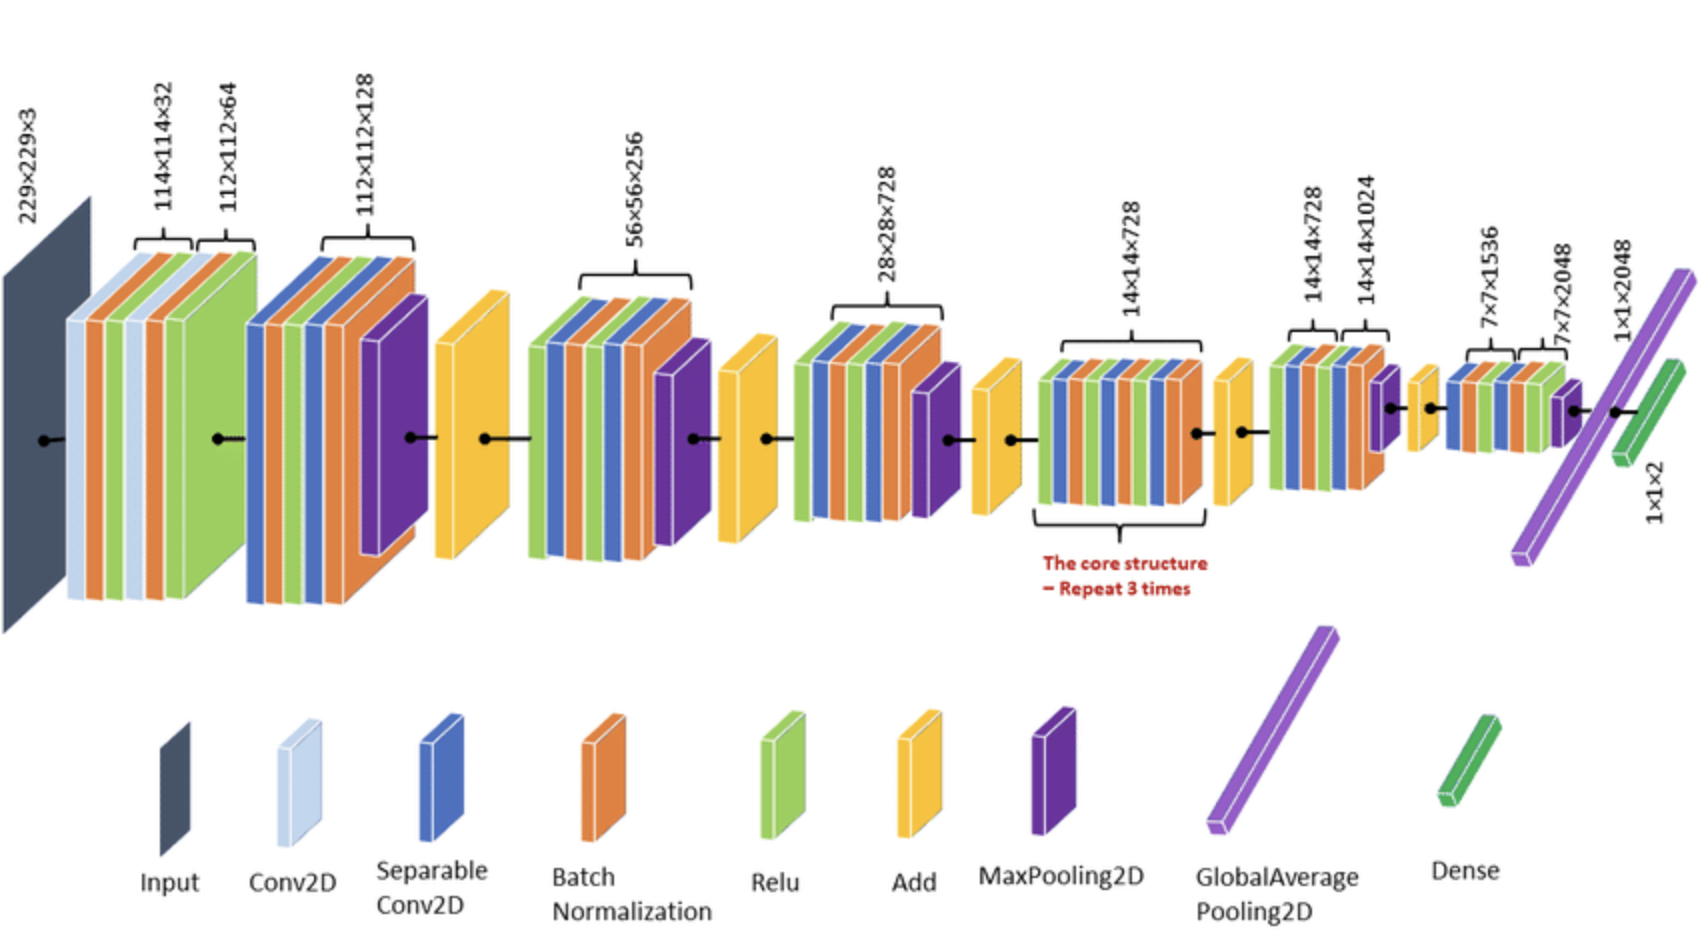 229×229×3
114×114×32
112×112×64
112×112×128
56×56×256
28×28×728
14×14×728
14×14×728
14×14×1024
7×7×1536
7×7×2048
1×1×2048
1×1×2
The core structure
– Repeat 3 times
Input
Conv2D
Separable
Conv2D
Batch
Normalization
Relu
Add
MaxPooling2D
GlobalAverage
Pooling2D
Dense